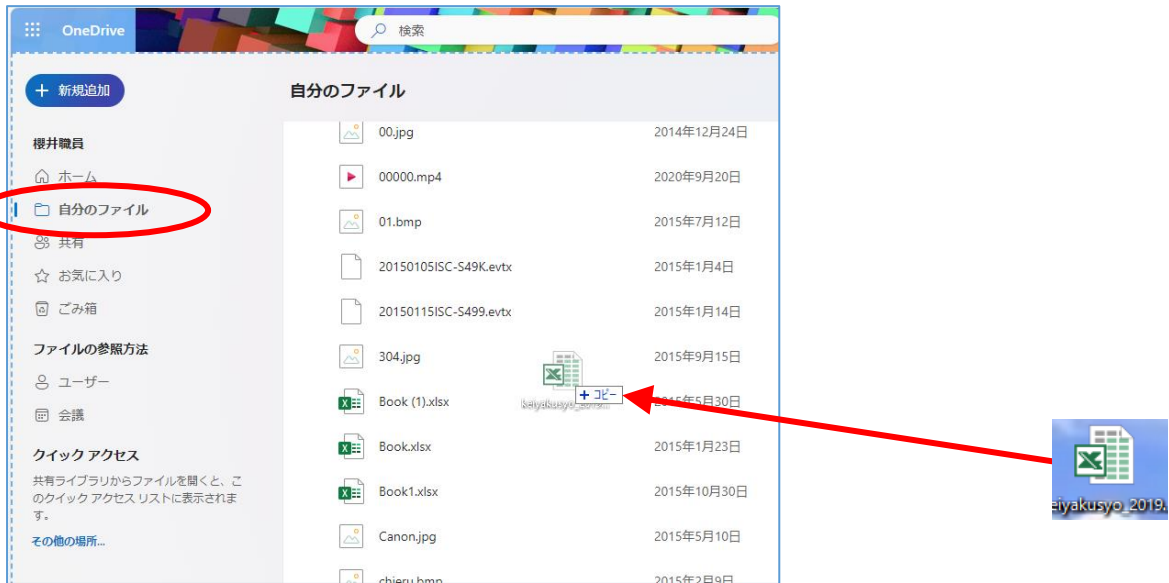 OneDrive
検索
新規追加
自分のファイル
櫻井職員
ホーム
自分のファイル
共有
お気に入り
ごみ箱
ファイルの参照方法
ユーザー
会議
クイック アクセス
共有ライブラリからファイルを開くと、こ
のクイック アクセス リストに表示されま
す。
その他の場所...
00.jpg 2014年12月24日
00000.mp4 2020年9月20日
01.bmp 2015年7月12日
20150105ISC-S49K.evtx 2015年1月4日
20150115ISC-S499.evtx 2015年1月14日
304.jpg 2015年9月15日
Book (1).xlsx 2015年5月30日
+ コピー
keiyakusyo_2019...
Book.xlsx 2015年1月23日
Book1.xlsx 2015年10月30日
Canon.jpg 2015年5月10日
chieru.bmp 2015年2月9日
eiyakusyo_2019.